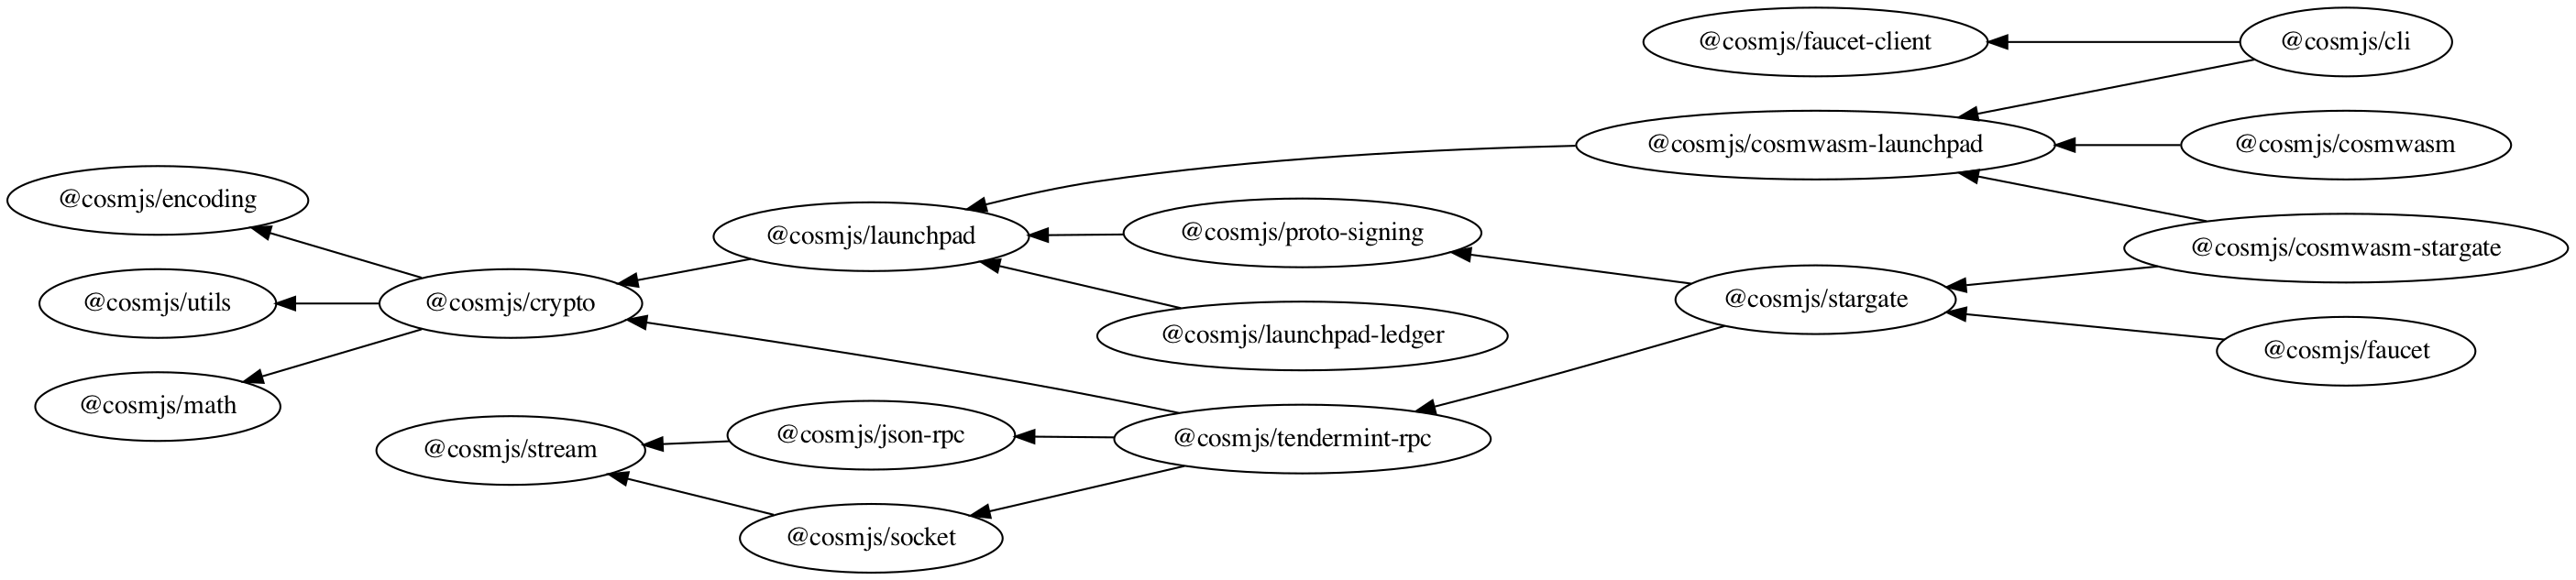 @cosmjs/faucet-client
@cosmjs/cli
@cosmjs/cosmwasm-launchpad
@cosmjs/cosmwasm
@cosmjs/encoding
@cosmjs/launchpad
@cosmjs/proto-signing
@cosmjs/cosmwasm-stargate
@cosmjs/utils
@cosmjs/crypto
@cosmjs/stargate
@cosmjs/launchpad-ledger
@cosmjs/faucet
@cosmjs/math
@cosmjs/stream
@cosmjs/json-rpc
@cosmjs/tendermint-rpc
@cosmjs/socket